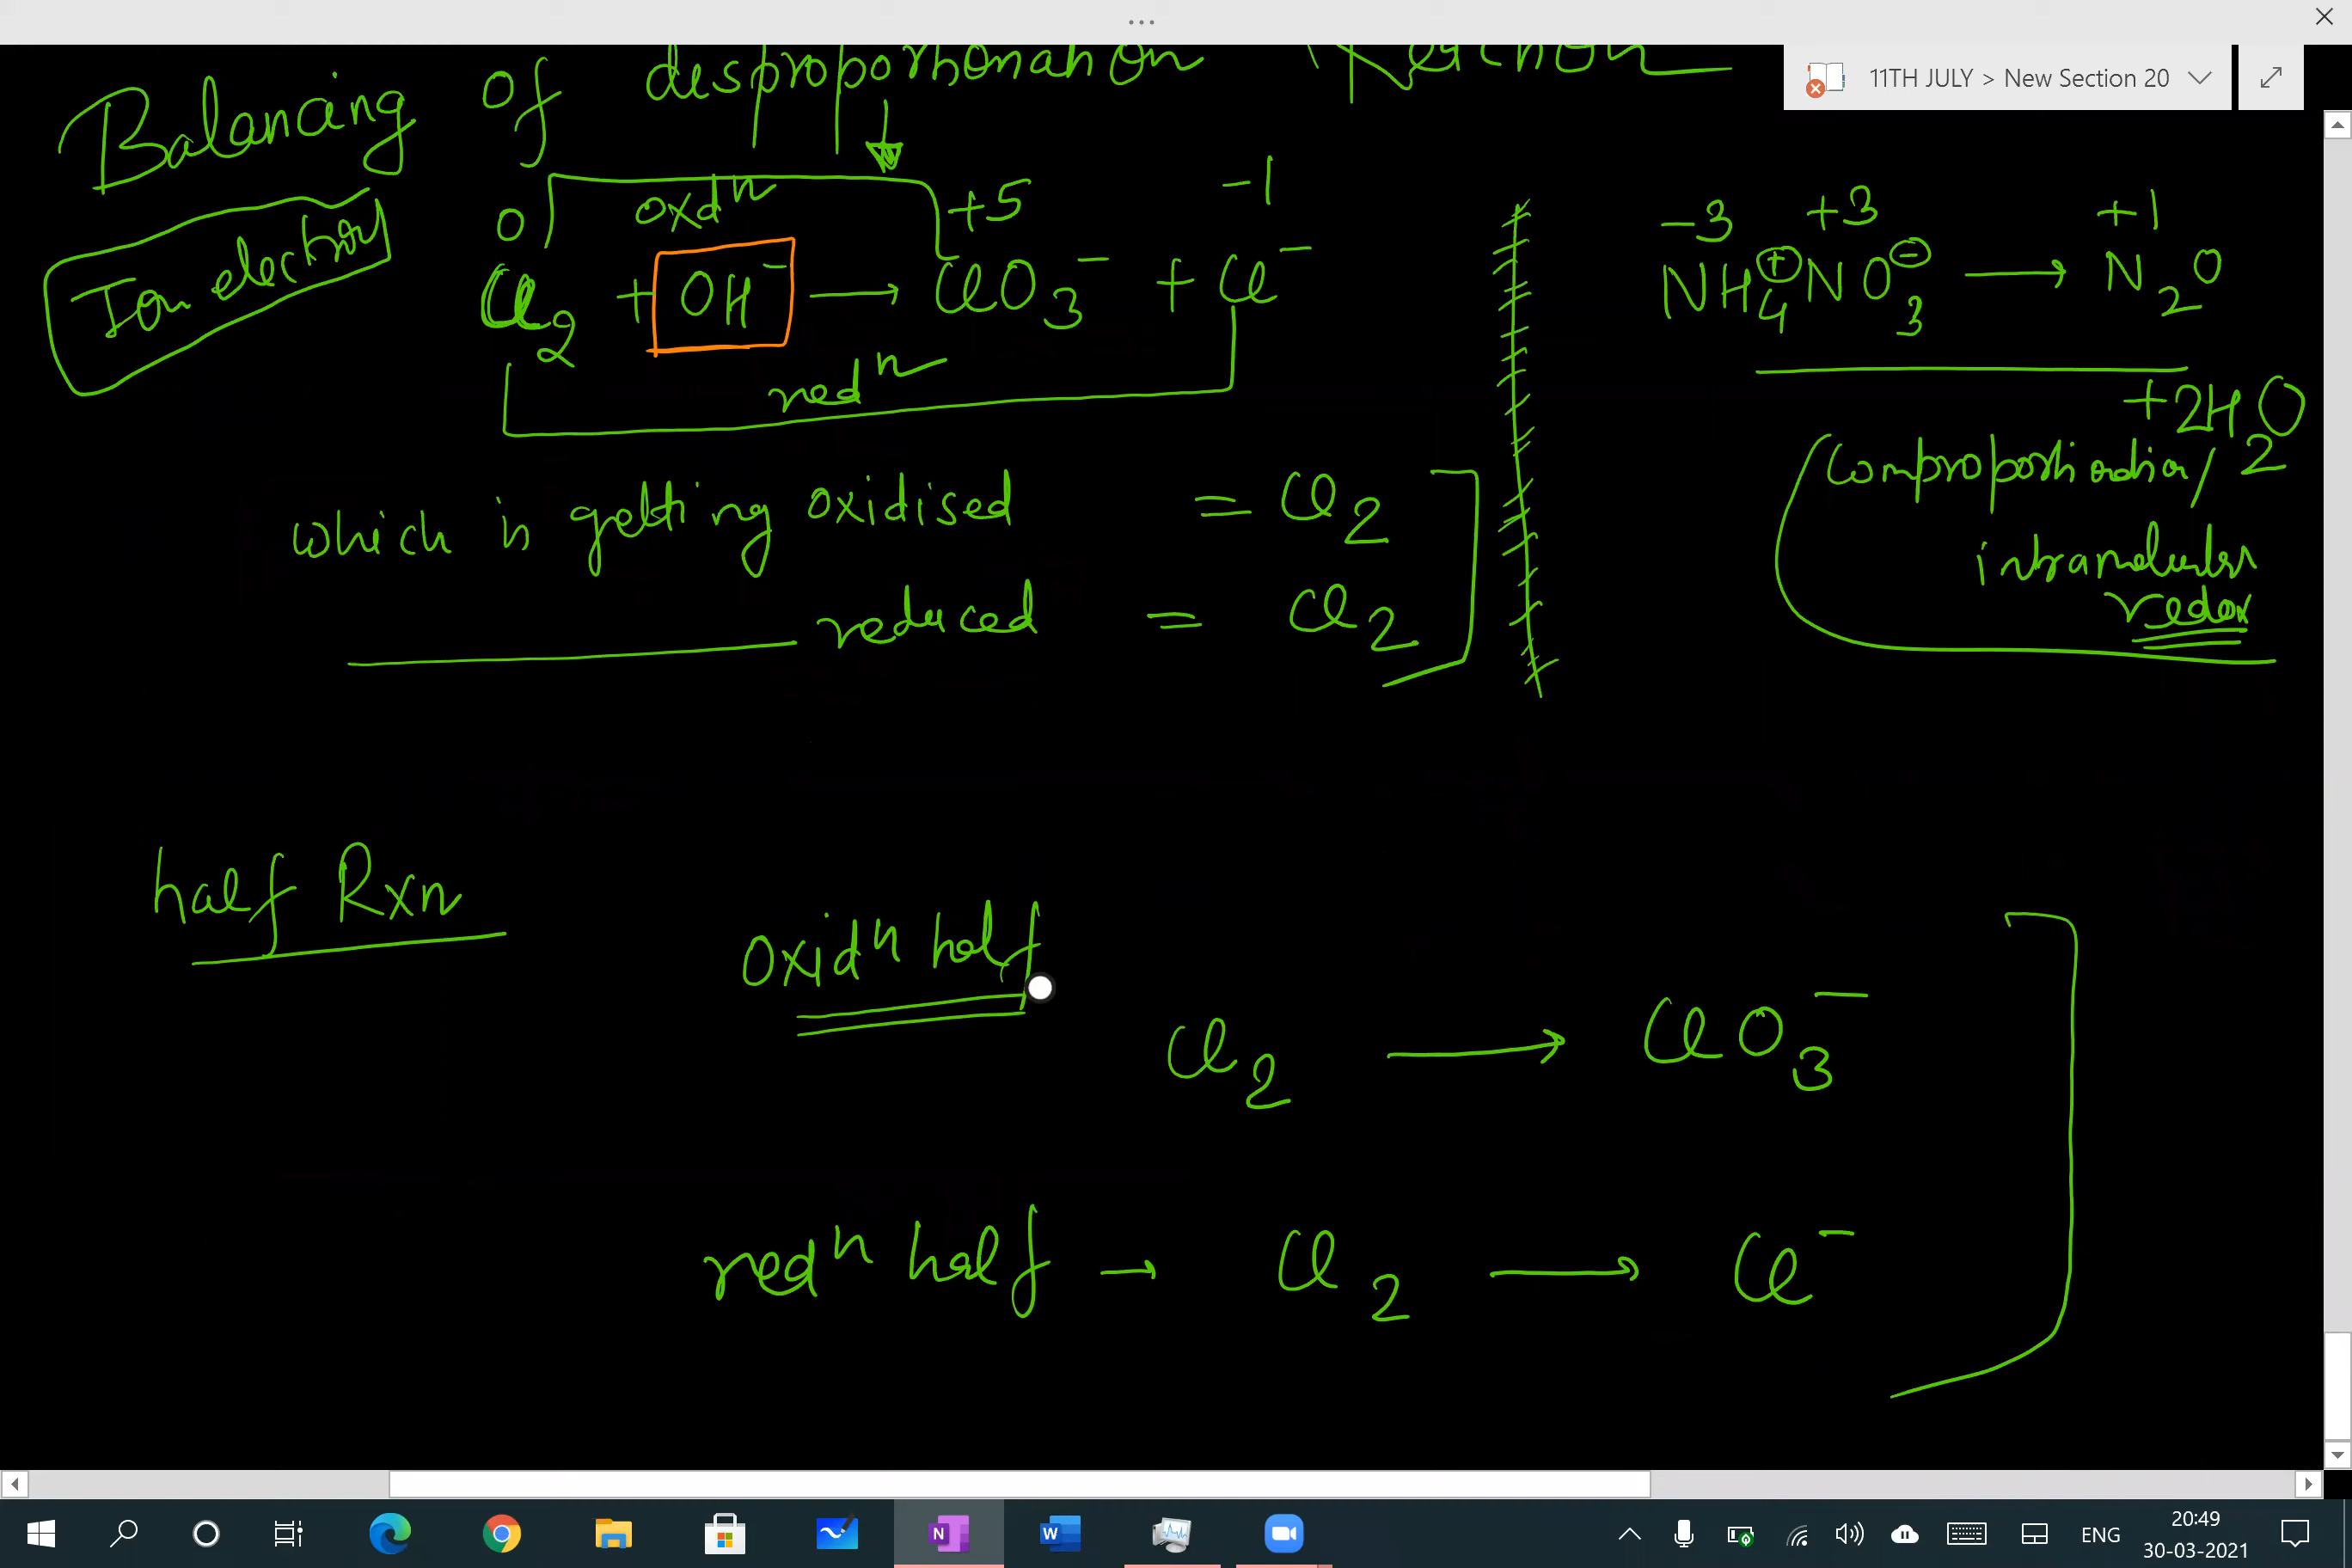 11TH JULY > New Section 20
Balancing of desproportionation Reaction
Ion electron
0 oxdⁿ +5 -1
Cl₂ + OH⁻ → ClO₃⁻ + Cl⁻
redⁿ
-3 +3 +1
NH₄⊕NO₃⊖ → N₂O
+2H₂O
(comproportionation/
intramolecular
redox
which is getting oxidised = Cl₂
reduced = Cl₂
half Rxn
oxidⁿ half
Cl₂ → ClO₃⁻
redⁿ half → Cl₂ → Cl⁻
ENG
20:49
30-03-2021